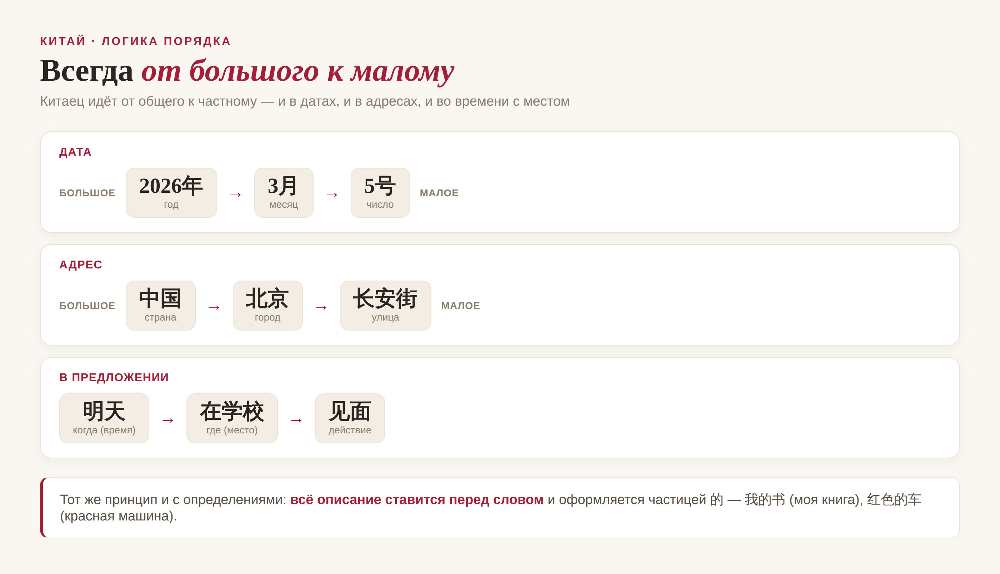 КИТАЙ · ЛОГИКА ПОРЯДКА
Всегда от большого к малому
Китаец идёт от общего к частному — и в датах, и в адресах, и во времени с местом
ДАТА
БОЛЬШОЕ 2026年 → 3月 → 5号 МАЛОЕ
год месяц число
АДРЕС
БОЛЬШОЕ 中国 → 北京 → 长安街 МАЛОЕ
страна город улица
В ПРЕДЛОЖЕНИИ
明天 → 在学校 → 见面
когда (время) где (место) действие
Тот же принцип и с определениями: всё описание ставится перед словом и оформляется частицей 的 — 我的书 (моя книга), 红色的车
(красная машина).